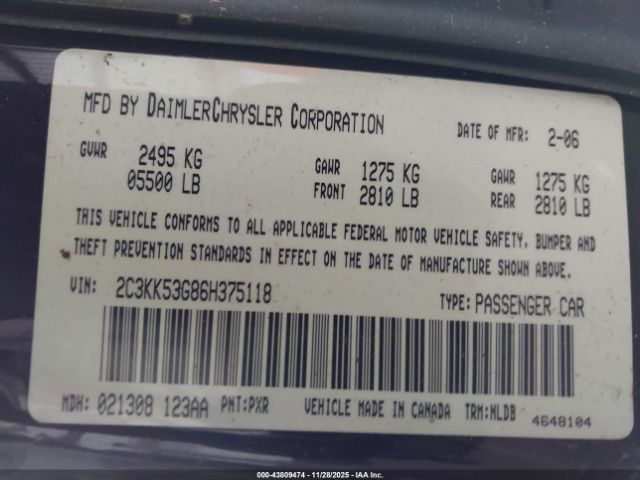 MFD BY DAIMLERCHRYSLER CORPORATION DATE OF MFR: 2-06
GVWR 2495 KG GAWR 1275 KG GAWR 1275 KG
05500 LB FRONT 2810 LB REAR 2810 LB
THIS VEHICLE CONFORMS TO ALL APPLICABLE FEDERAL MOTOR VEHICLE SAFETY, BUMPER AND
THEFT PREVENTION STANDARDS IN EFFECT ON THE DATE OF MANUFACTURE SHOWN ABOVE.
VIN: 2C3KK53G86H375118 TYPE: PASSENGER CAR
MDH: 021308 123AA PNT:PXR VEHICLE MADE IN CANADA TRM:NLDB
4648104
000-43809474 | 11/28/2025 - IAA Inc.